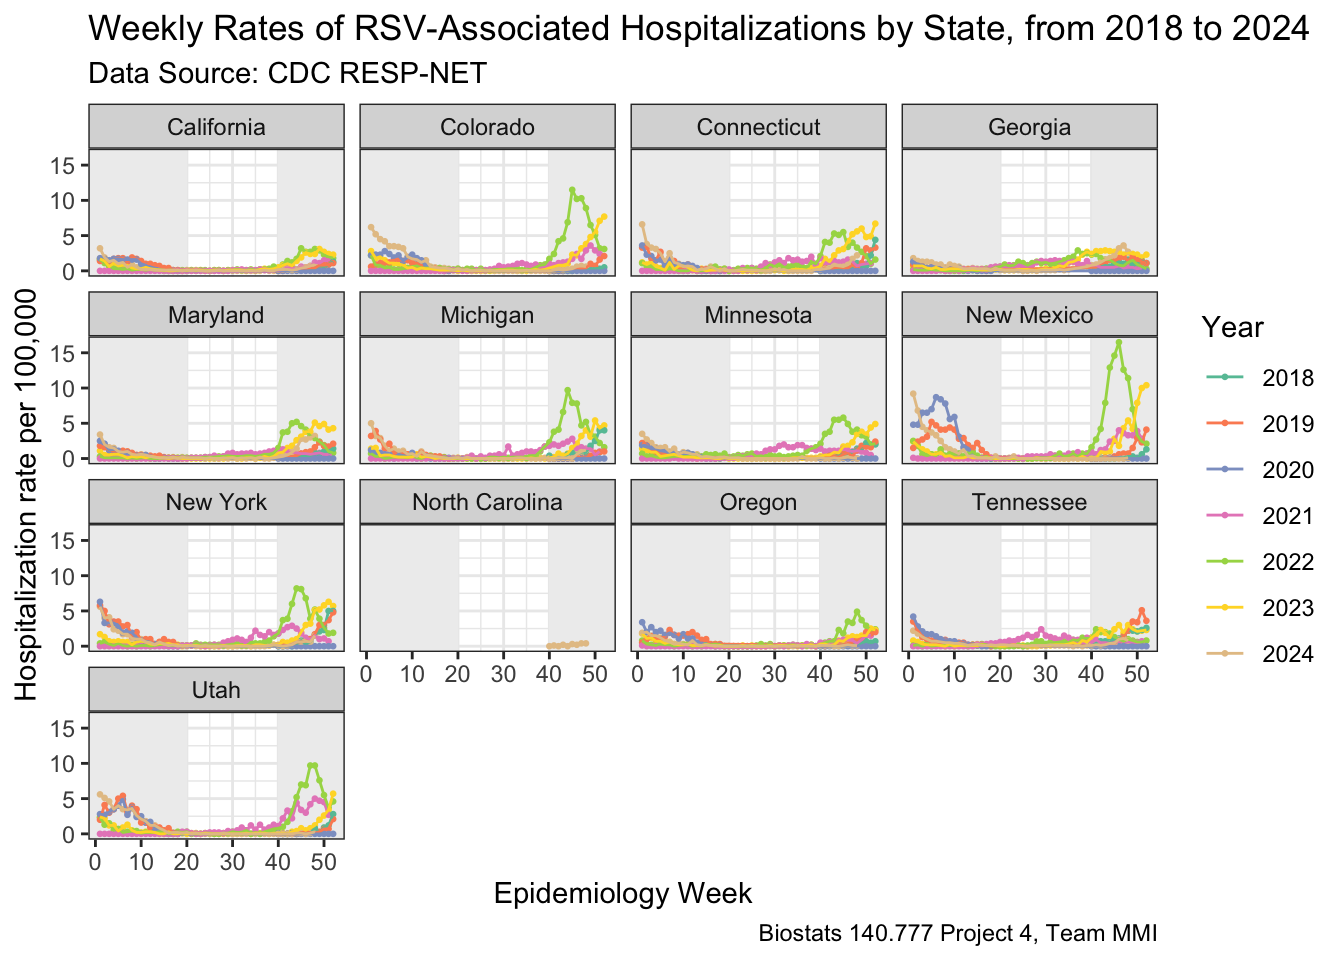 Weekly Rates of RSV-Associated Hospitalizations by State, from 2018 to 2024
Data Source: CDC RESP-NET
California Colorado Connecticut Georgia
15
10
5
0
Maryland Michigan Minnesota New Mexico
15
10
5
0
New York North Carolina Oregon Tennessee
15
10
5
0
0 10 20 30 40 50 0 10 20 30 40 50 0 10 20 30 40 50
Utah
15
10
5
0
0 10 20 30 40 50
Hospitalization rate per 100,000
Epidemiology Week
Year
2018
2019
2020
2021
2022
2023
2024
Biostats 140.777 Project 4, Team MMI